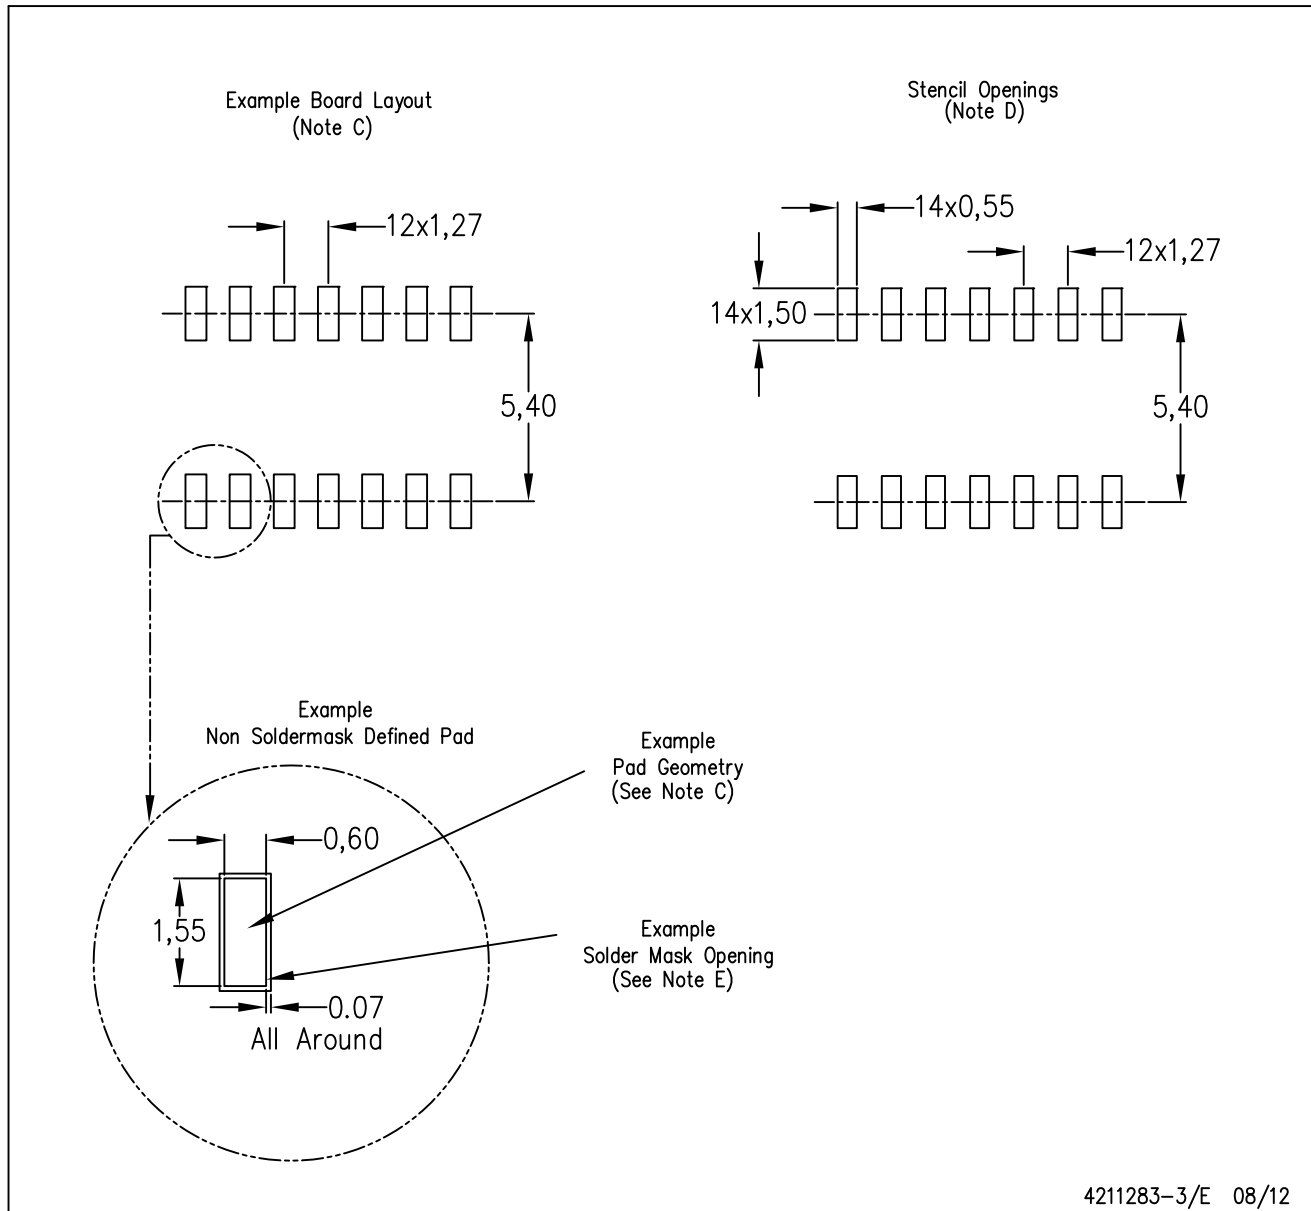 Example Board Layout
(Note C)
Stencil Openings
(Note D)
12x1,27
5,40
14x0,55
12x1,27
14x1,50
5,40
Example
Non Soldermask Defined Pad
Example
Pad Geometry
(See Note C)
0,60
1,55
Example
Solder Mask Opening
(See Note E)
0.07
All Around
4211283-3/E 08/12